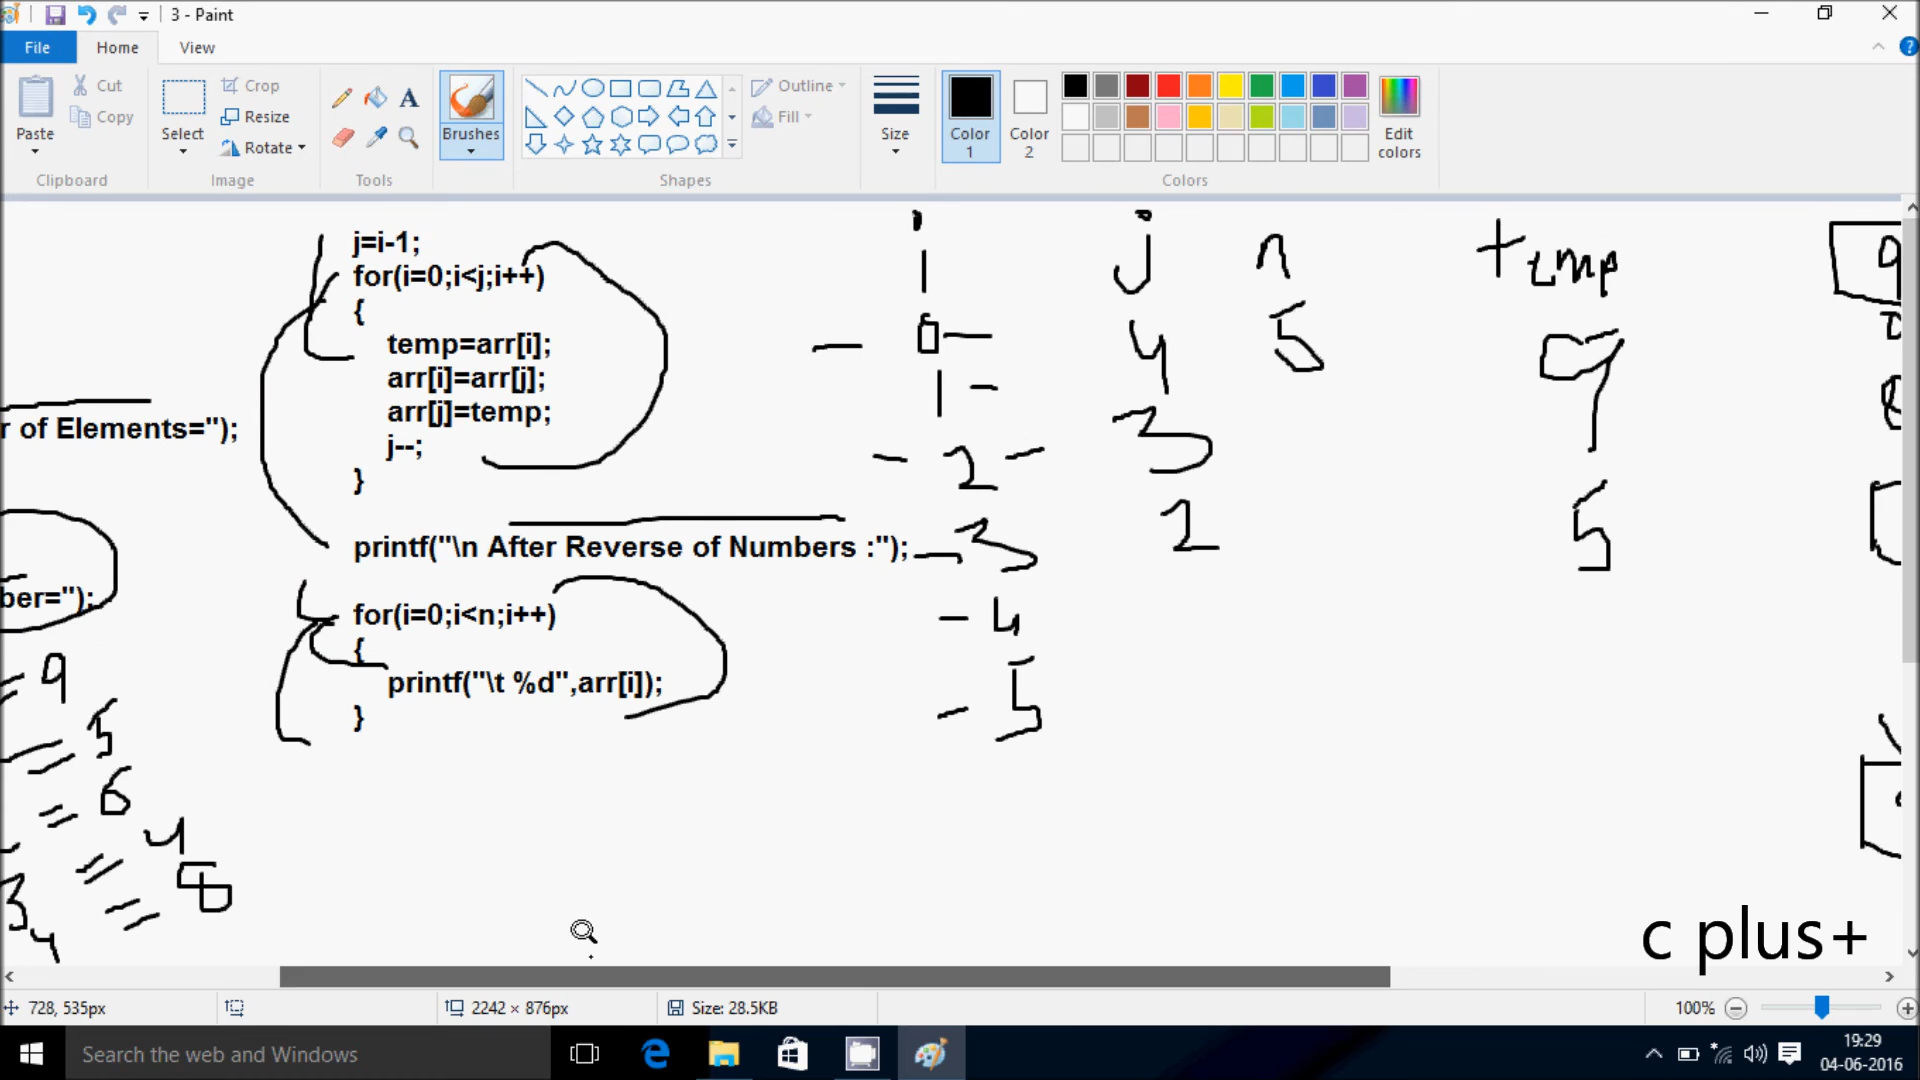 3 - Paint
File Home View
Paste Cut Copy Clipboard
Select Crop Resize Rotate Image
Tools
Brushes
Outline Fill Shapes
Size
Color 1 Color 2 Edit colors Colors
r of Elements=");
ber=");
= 9
= 5
= 6
= 4
3 = 8
4
j=i-1;
for(i=0;i<j;i++)
{
temp=arr[i];
arr[i]=arr[j];
arr[j]=temp;
j--;
}
printf("\n After Reverse of Numbers :");
for(i=0;i<n;i++)
{
printf("\t %d",arr[i]);
}
i j n temp
0 4 5 9
1 3
2 2 5
3
4
5
9
c plus+
728, 535px 2242 × 876px Size: 28.5KB 100%
Search the web and Windows
19:29
04-06-2016